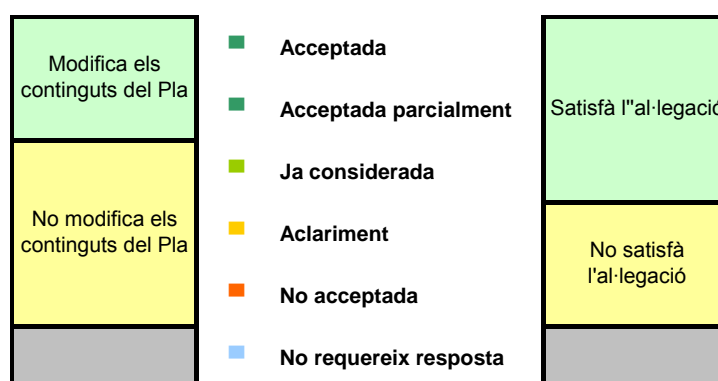 Modifica els
continguts del Pla
No modifica els
continguts del Pla
Acceptada
Acceptada parcialment
Ja considerada
Aclariment
No acceptada
No requereix resposta
Satisfà l"al·legació
No satisfà
l'al·legació